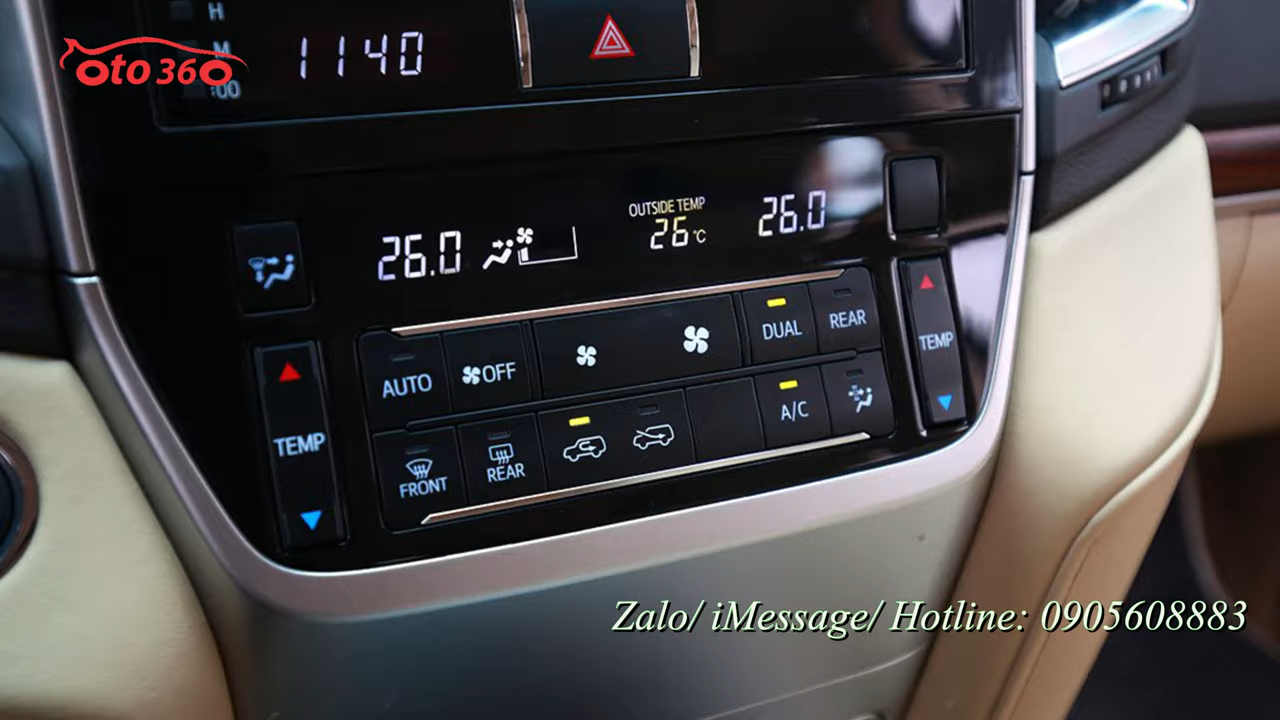 H
M
:00
oto360
1140
OUTSIDE TEMP
26.0
26°C
26.0
AUTO
OFF
DUAL
REAR
TEMP
TEMP
FRONT
REAR
A/C
Zalo/ iMessage/ Hotline: 0905608883